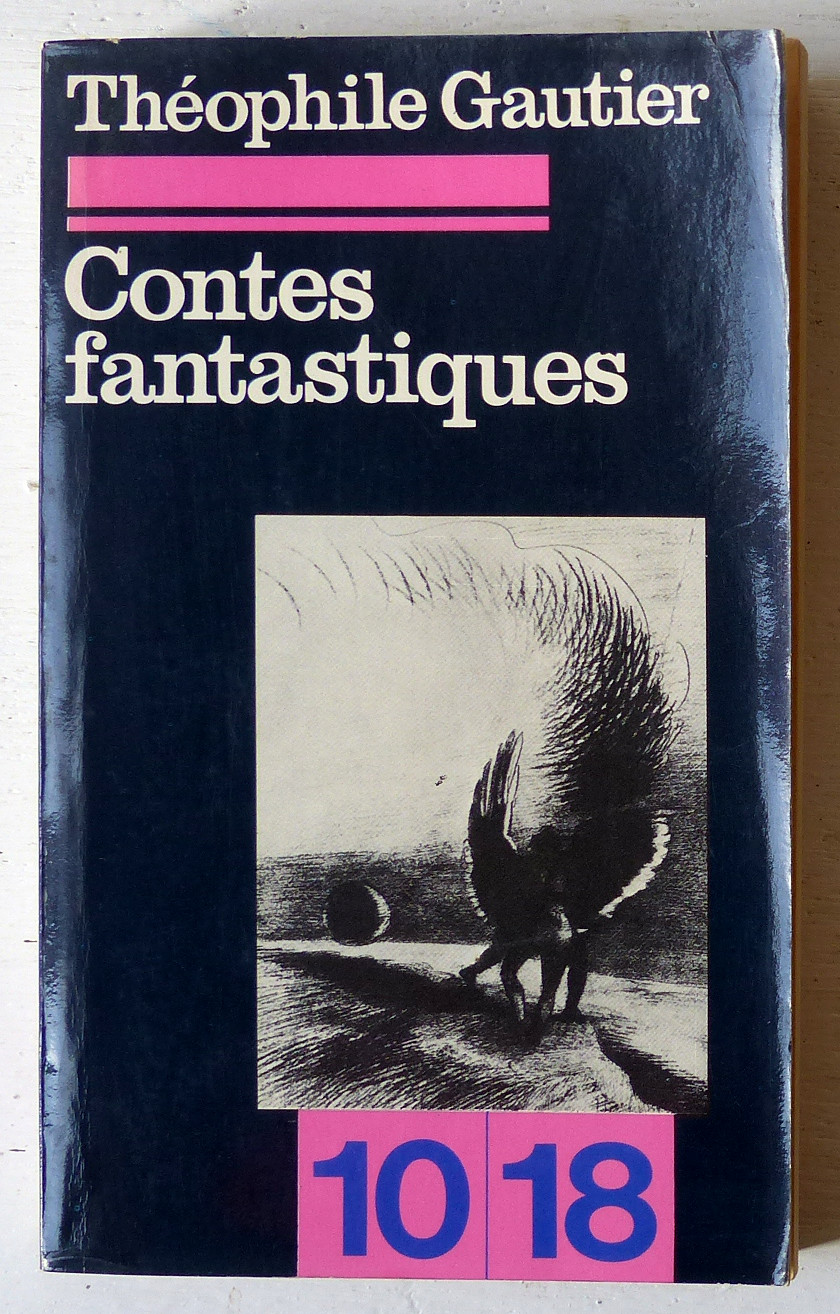 Théophile Gautier
Contes
fantastiques
10 18